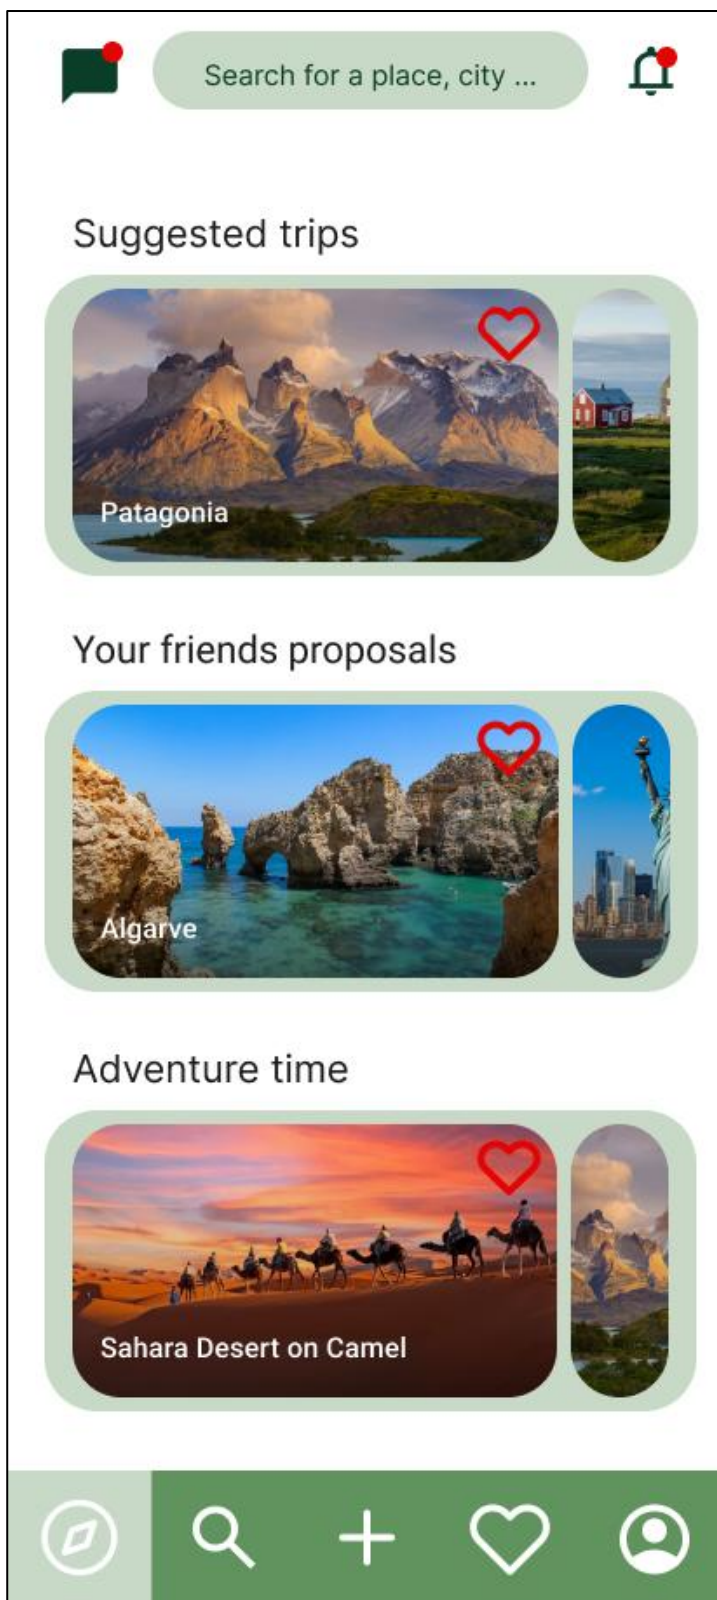 Search for a place, city ...
Suggested trips
Patagonia
Your friends proposals
Algarve
Adventure time
Sahara Desert on Camel